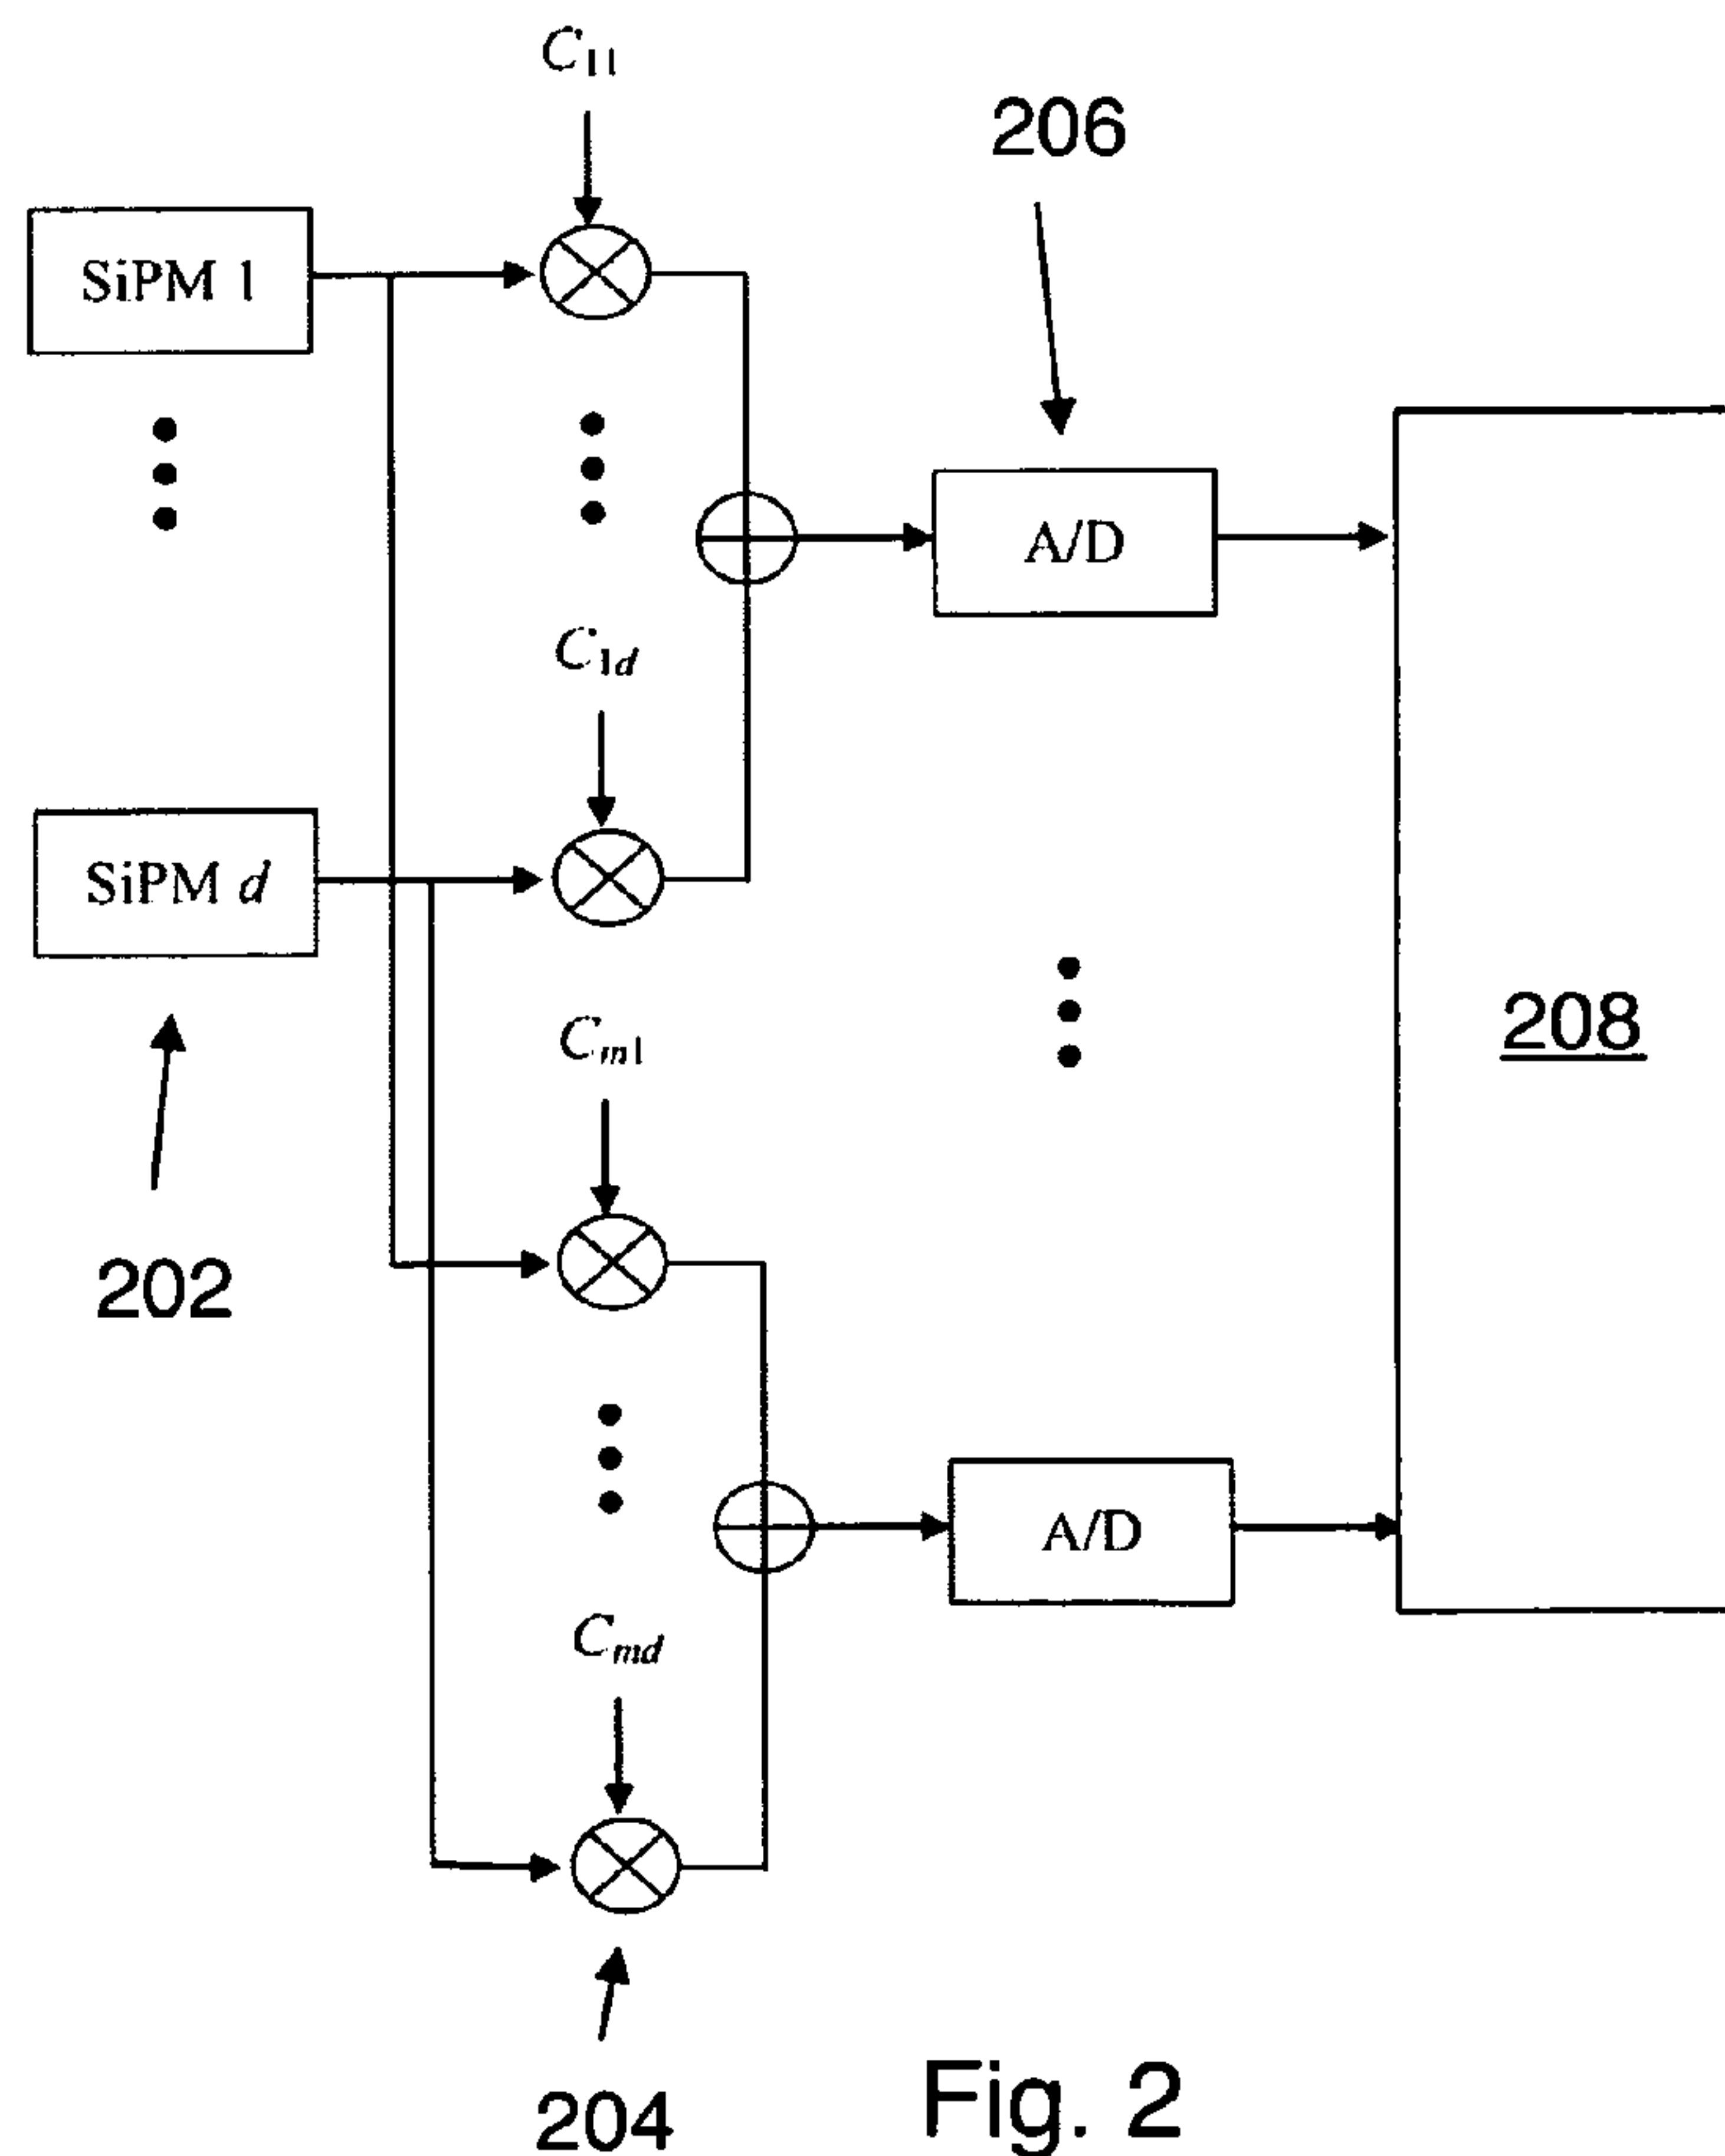 C11
206
SiPM 1
A/D
C1d
SiPM d
Cm1
208
202
A/D
Cmd
204
Fig. 2